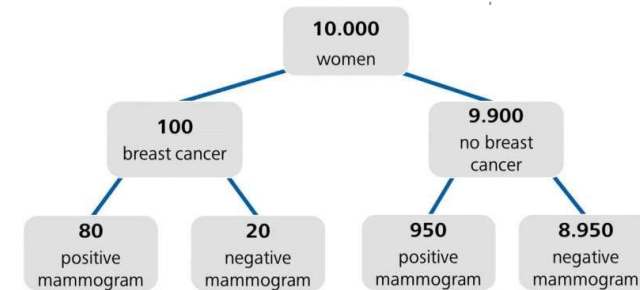 10.000
women
100
breast cancer
9.900
no breast
cancer
80
positive
mammogram
20
negative
mammogram
950
positive
mammogram
8.950
negative
mammogram